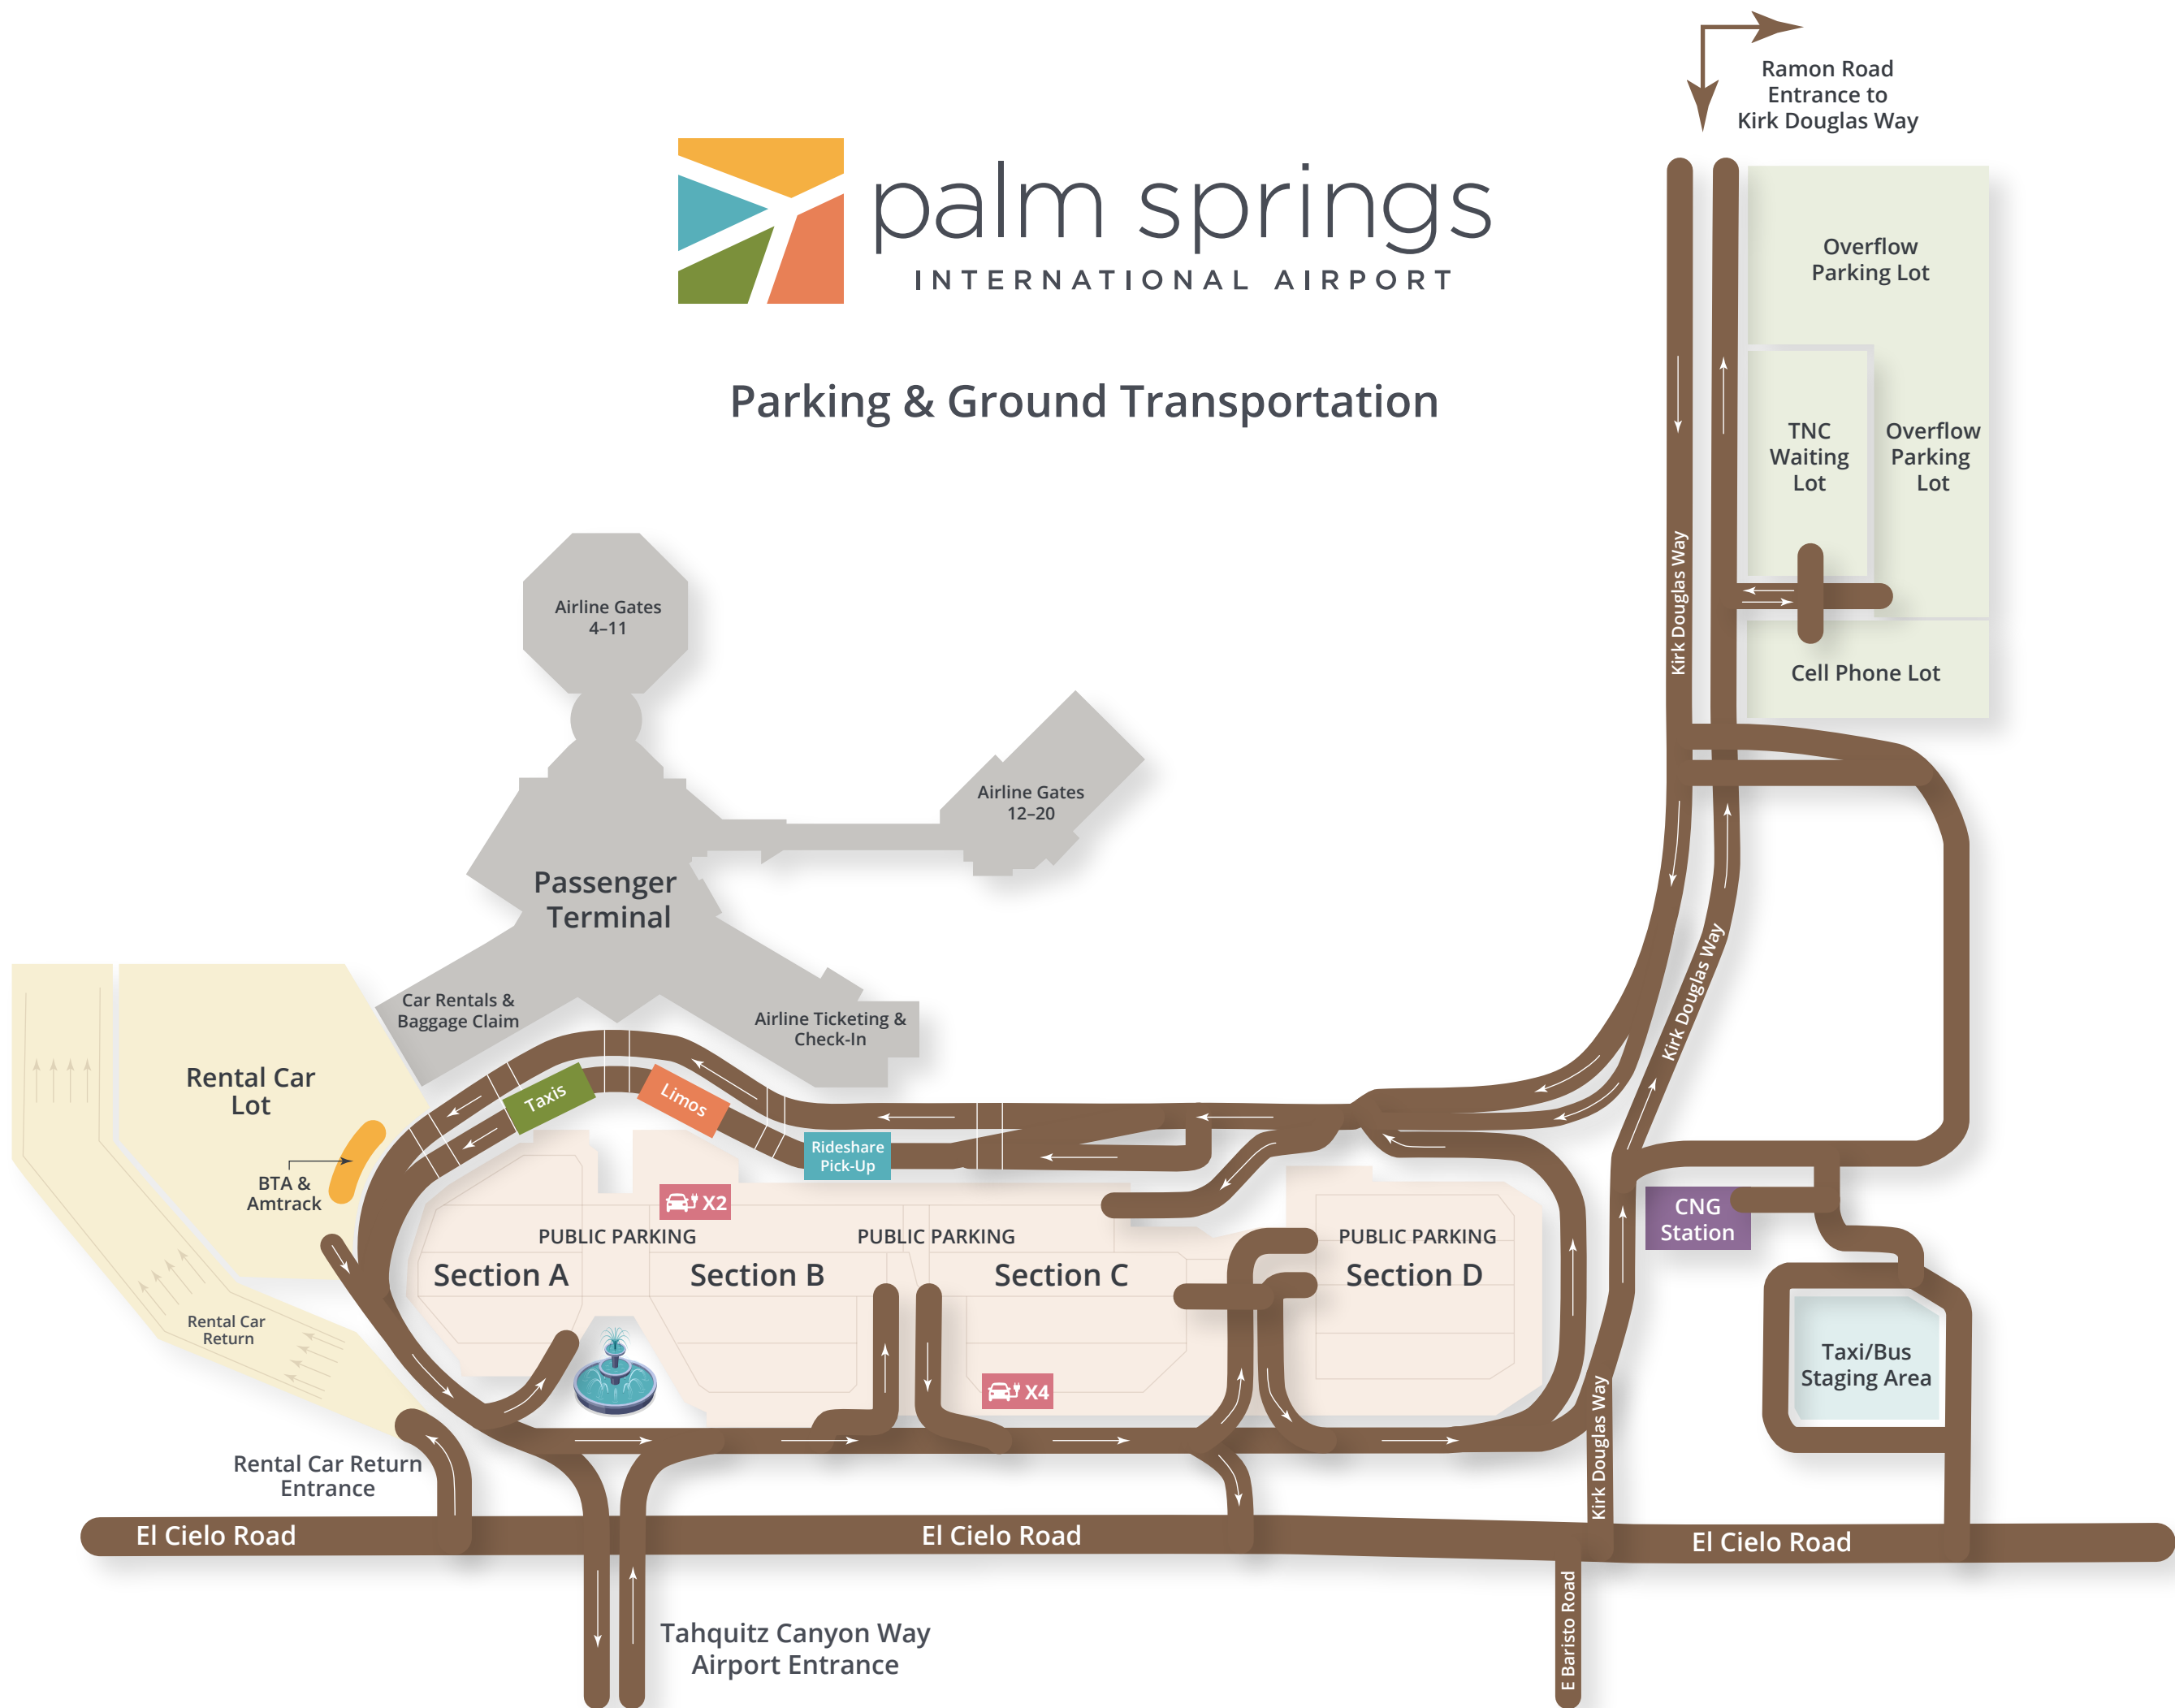 Ramon Road
Entrance to
Kirk Douglas Way
palm springs
INTERNATIONAL AIRPORT
Parking & Ground Transportation
Overflow
Parking Lot
TNC
Waiting
Lot
Overflow
Parking
Lot
Kirk Douglas Way
Cell Phone Lot
Airline Gates
4–11
Airline Gates
12–20
Passenger
Terminal
Kirk Douglas Way
Car Rentals &
Baggage Claim
Airline Ticketing &
Check-In
Rental Car
Lot
Taxis
Limos
Rideshare
Pick-Up
BTA &
Amtrack
X2
CNG
Station
PUBLIC PARKING
PUBLIC PARKING
PUBLIC PARKING
Section A
Section B
Section C
Section D
Rental Car
Return
X4
Taxi/Bus
Staging Area
Kirk Douglas Way
Rental Car Return
Entrance
El Cielo Road
El Cielo Road
El Cielo Road
E Baristo Road
Tahquitz Canyon Way
Airport Entrance